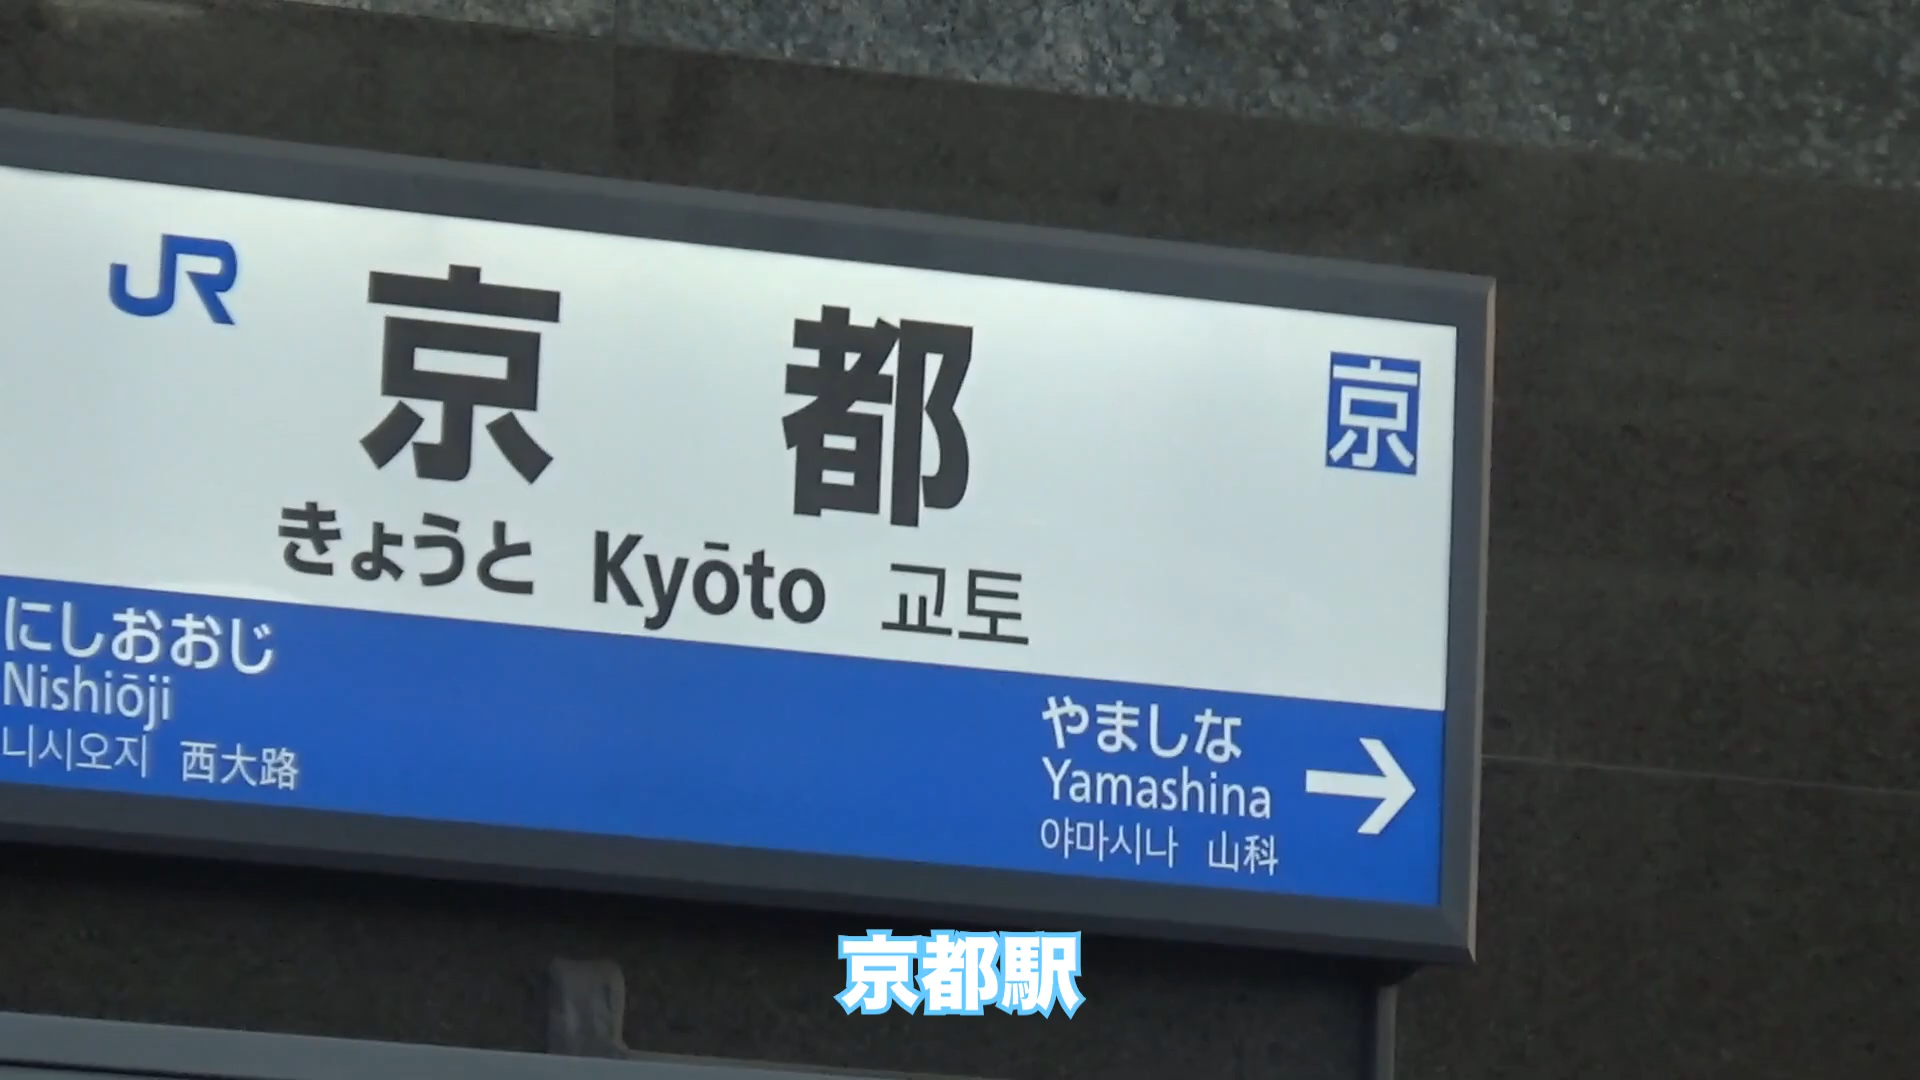 JR
京都
京
きょうと Kyōto 교토
にしおおじ
Nishiōji
니시오지 西大路
やましな
Yamashina
야마시나 山科
京都駅